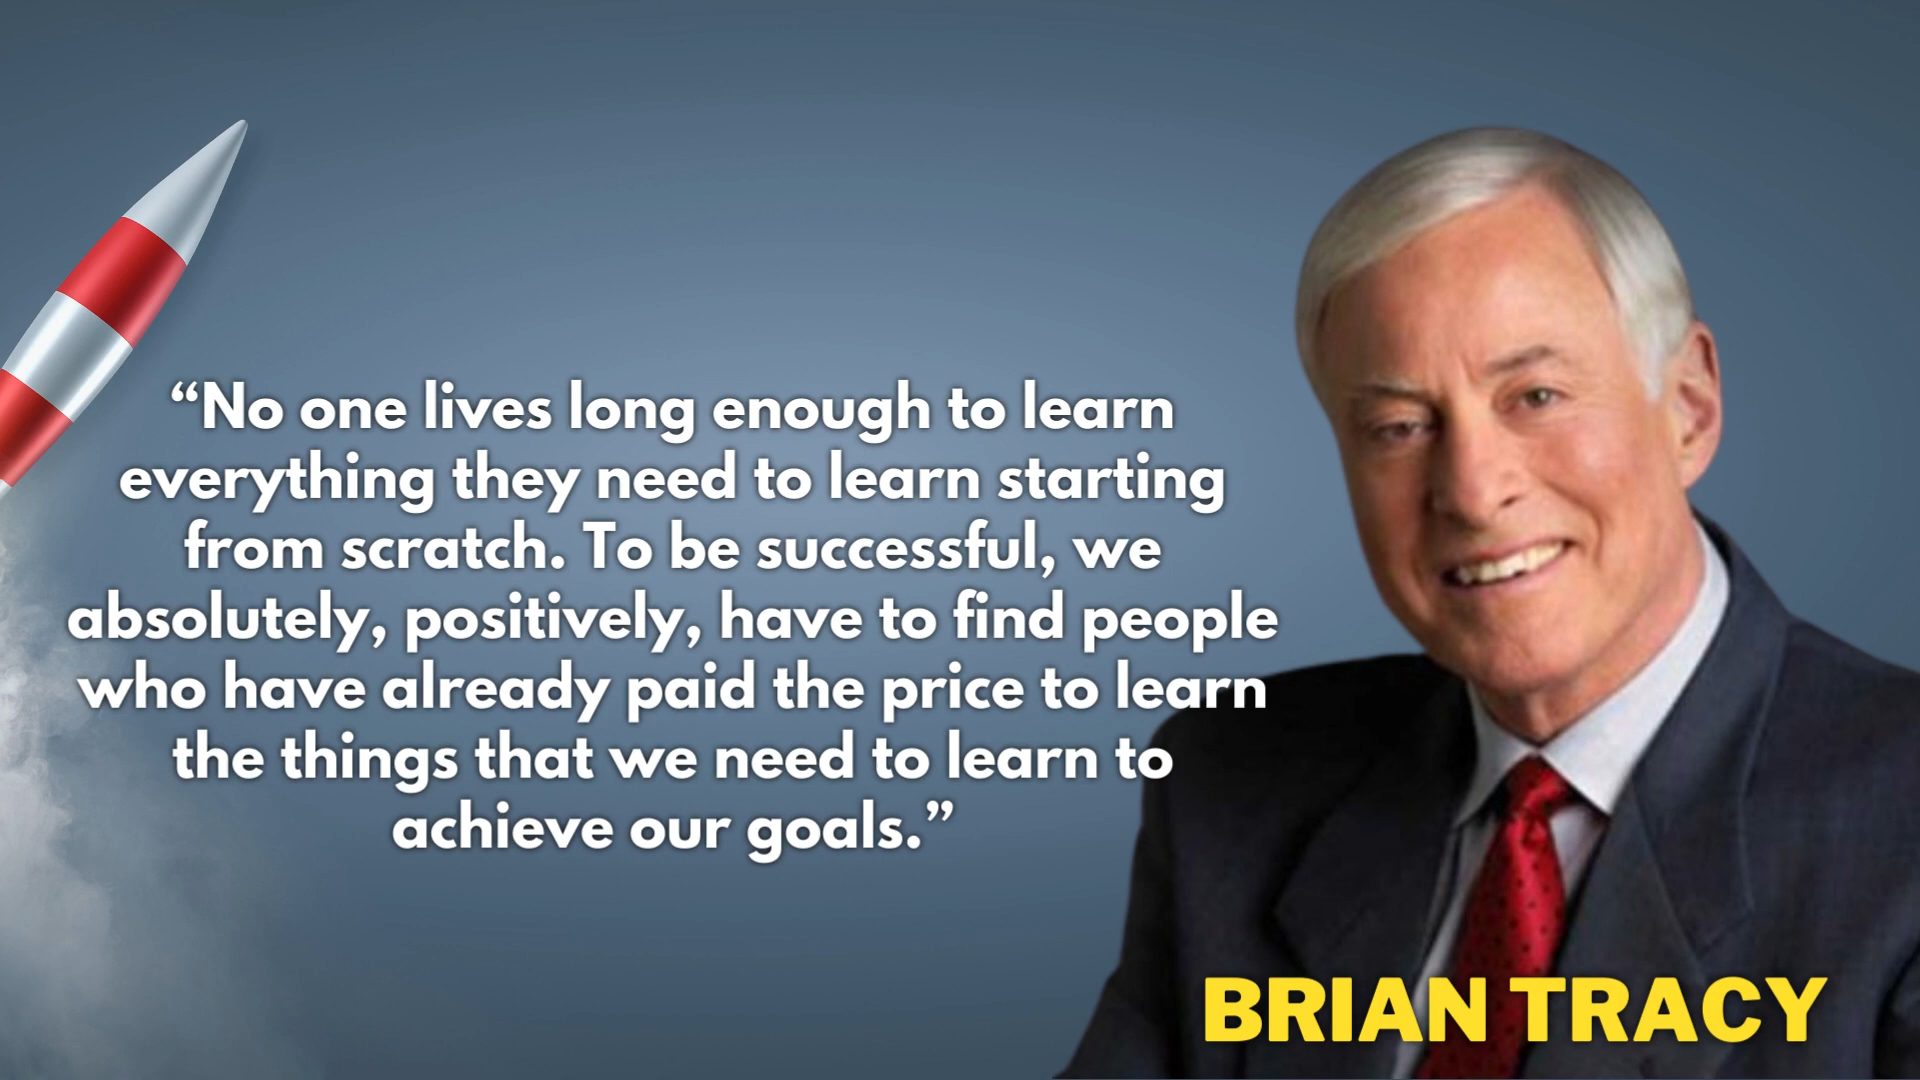 “No one lives long enough to learn
everything they need to learn starting
from scratch. To be successful, we
absolutely, positively, have to find people
who have already paid the price to learn
the things that we need to learn to
achieve our goals.”
BRIAN TRACY